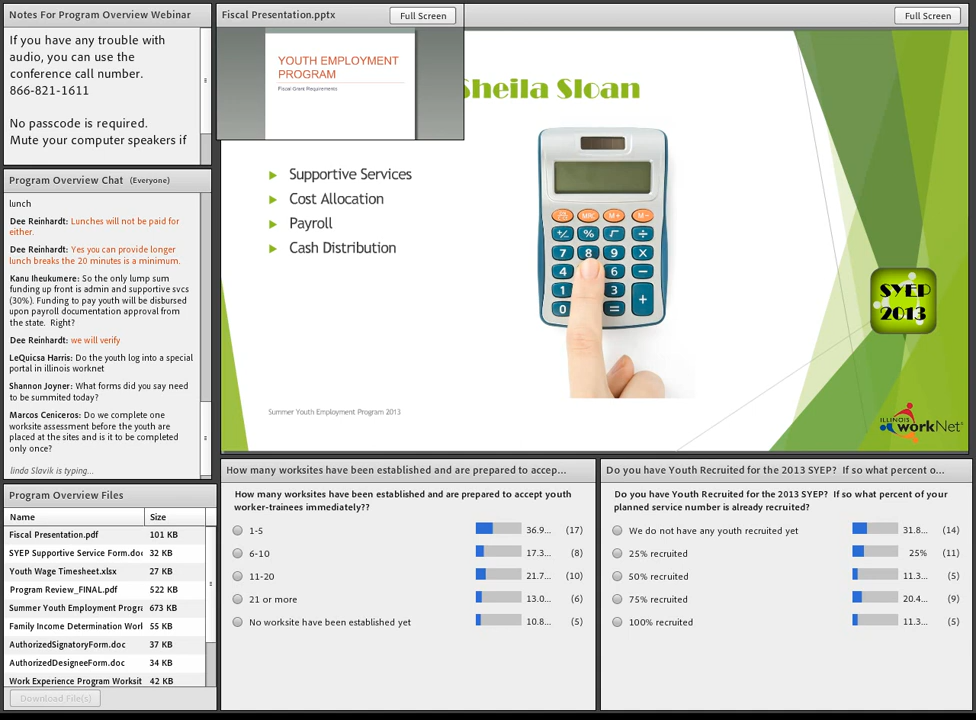 Notes For Program Overview Webinar
If you have any trouble with
audio, you can use the
conference call number.
866-821-1611
No passcode is required.
Mute your computer speakers if
Program Overview Chat (Everyone)
lunch
Dee Reinhardt: Lunches will not be paid for
either.
Dee Reinhardt: Yes you can provide longer
lunch breaks the 20 minutes is a minimum.
Kanu Iheukumere: So the only lump sum
funding up front is admin and supportive svcs
(30%). Funding to pay youth will be disbursed
upon payroll documentation approval from
the state. Right?
Dee Reinhardt: we will verify
LeQuicsa Harris: Do the youth log into a special
portal in illinois worknet
Shannon Joyner: What forms did you say need
to be summited today?
Marcos Ceniceros: Do we complete one
worksite assessment before the youth are
placed at the sites and is it to be completed
only once?
linda Slavik is typing...
Program Overview Files
Name Size
Fiscal Presentation.pdf 101 KB
SYEP Supportive Service Form.do 32 KB
Youth Wage Timesheet.xlsx 27 KB
Program Review_FINAL.pdf 522 KB
Summer Youth Employment Progra 673 KB
Family Income Determination Worl 55 KB
AuthorizedSignatoryForm.doc 37 KB
AuthorizedDesigneeForm.doc 34 KB
Work Experience Program Worksit 42 KB
Download File(s)
Fiscal Presentation.pptx Full Screen
YOUTH EMPLOYMENT
PROGRAM
Fiscal Grant Requirements
Full Screen
Sheila Sloan
Supportive Services
Cost Allocation
Payroll
Cash Distribution
MRC M+ M-
+/- % √ ÷
7 8 9 X
4 6 -
1 3 +
0 =
SYEP
2013
Summer Youth Employment Program 2013
ILLINOIS
workNet
How many worksites have been established and are prepared to accep...
How many worksites have been established and are prepared to accept youth
worker-trainees immediately??
1-5 36.9... (17)
6-10 17.3... (8)
11-20 21.7... (10)
21 or more 13.0... (6)
No worksite have been established yet 10.8... (5)
Do you have Youth Recruited for the 2013 SYEP? If so what percent o...
Do you have Youth Recruited for the 2013 SYEP? If so what percent of your
planned service number is already recruited?
We do not have any youth recruited yet 31.8... (14)
25% recruited 25% (11)
50% recruited 11.3... (5)
75% recruited 20.4... (9)
100% recruited 11.3... (5)